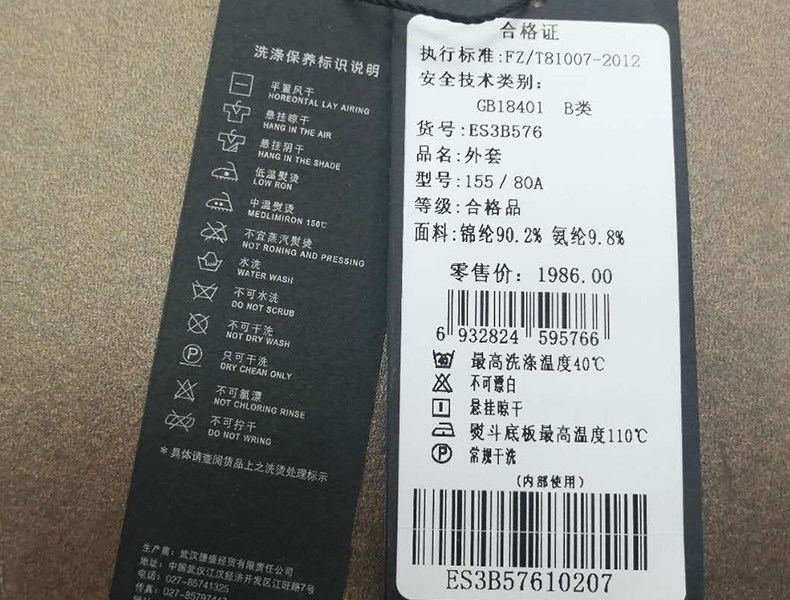 洗涤保养标识说明
平置风干
HOREONTAL LAY AIRING
悬挂晾干
HANG IN THE AIR
悬挂阴干
HANG IN THE SHADE
低温熨烫
LOW RON
中温熨烫
MEDLIMIRON 150℃
不宜蒸汽熨烫
NOT RONING AND PRESSING
水洗
WATER WASH
不可水洗
DO NOT SCRUB
不可干洗
NOT DRY WASH
只可干洗
DRY CHEAN ONLY
不可氯漂
NOT CHLORING RINSE
不可拧干
DO NOT WRING
*具体请查阅货品上之洗烫处理标示
生产商：武汉捷盛经贸有限责任公司
地址：中国武汉江汉经济开发区江旺路7号
电话：027-85741325
传真：027-85797447
合格证
执行标准:FZ/T81007-2012
安全技术类别：
GB18401 B类
货号:ES3B576
品名:外套
型号:155/80A
等级:合格品
面料:锦纶90.2% 氨纶9.8%
零售价：1986.00
6 932824 595766
最高洗涤温度40℃
不可漂白
悬挂晾干
熨斗底板最高温度110℃
常规干洗
(内部使用)
ES3B57610207